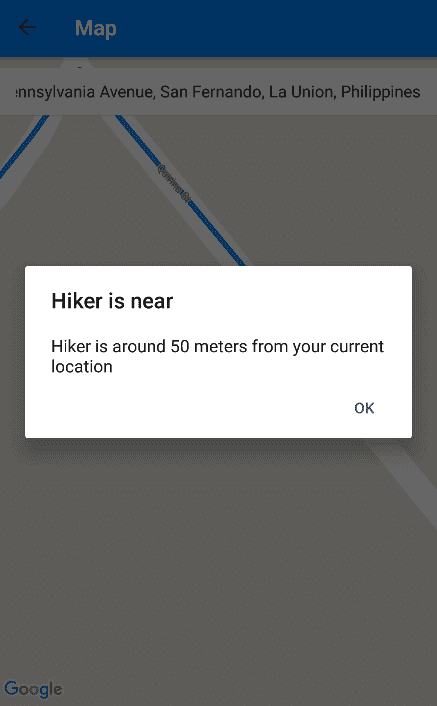 Map
ennsylvania Avenue, San Fernando, La Union, Philippines
Hiker is near
Hiker is around 50 meters from your current
location
OK
Google